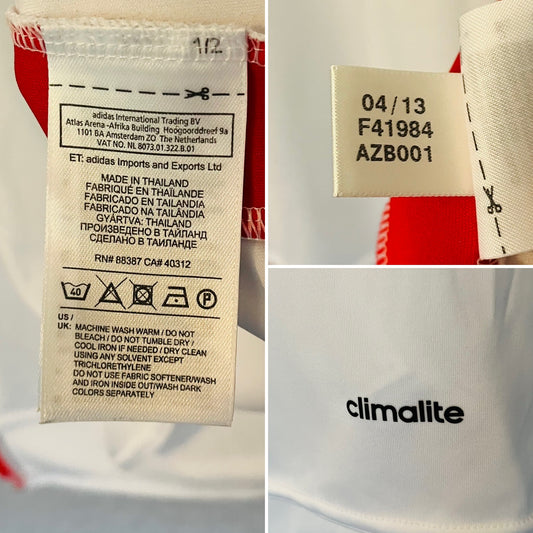 1/2
adidas International Trading BV
Atlas Arena -Afrika Building Hoogoorddreef 9a
1101 BA Amsterdam ZO The Netherlands
VAT NO. NL 8073.01.322.B.01
ET: adidas Imports and Exports Ltd
MADE IN THAILAND
FABRIQUÉ EN THAÏLANDE
FABRICADO EN TAILANDIA
FABRICADO NA TAILÂNDIA
GYÁRTVA: THAILAND
ПРОИЗВЕДЕНО В ТАЙЛАНД
СДЕЛАНО В ТАИЛАНДЕ
RN# 88387 CA# 40312
40
P
US /
UK: MACHINE WASH WARM / DO NOT
BLEACH / DO NOT TUMBLE DRY /
COOL IRON IF NEEDED / DRY CLEAN
USING ANY SOLVENT EXCEPT
TRICHLORETHYLENE
DO NOT USE FABRIC SOFTENER/WASH
AND IRON INSIDE OUT/WASH DARK
COLORS SEPARATELY
04/13
F41984
AZB001
climalite